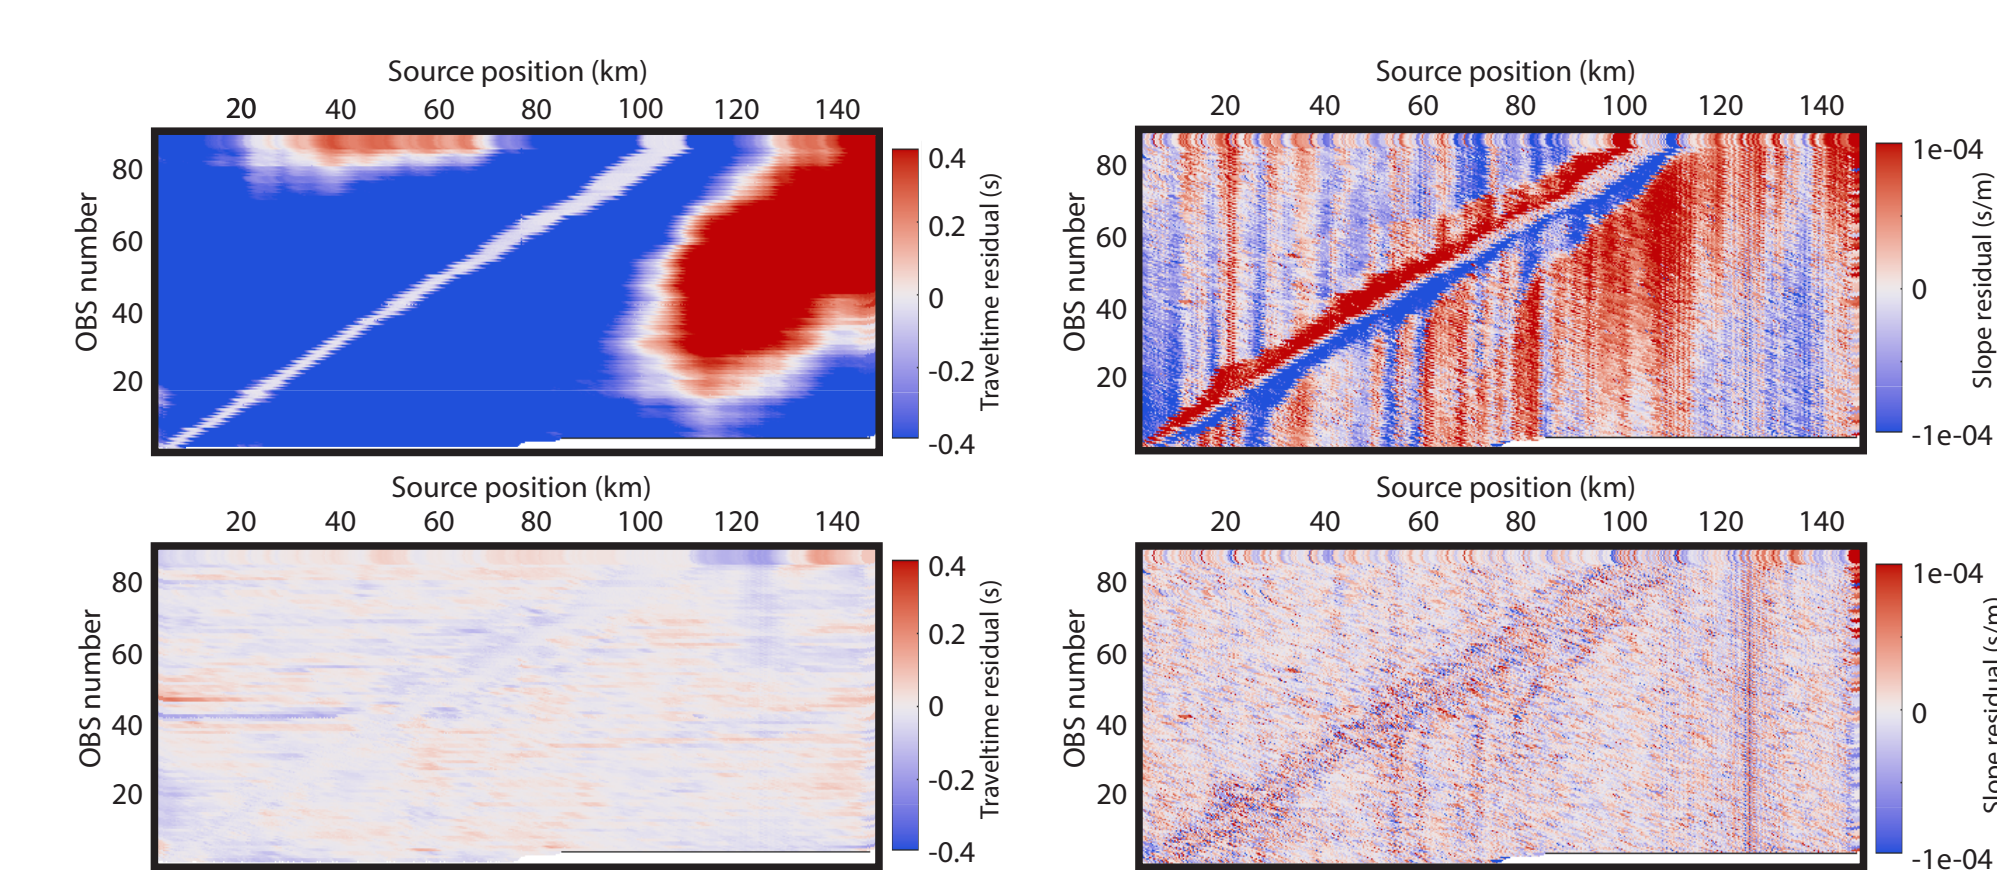 Source position (km)
20 40 60 80 100 120 140
OBS number
80
60
40
20
0.4
0.2
0
-0.2
-0.4
Traveltime residual (s)
Source position (km)
20 40 60 80 100 120 140
OBS number
80
60
40
20
1e-04
0
-1e-04
Slope residual (s/m)
Source position (km)
20 40 60 80 100 120 140
OBS number
80
60
40
20
0.4
0.2
0
-0.2
-0.4
Traveltime residual (s)
Source position (km)
20 40 60 80 100 120 140
OBS number
80
60
40
20
1e-04
0
-1e-04
Slope residual (s/m)